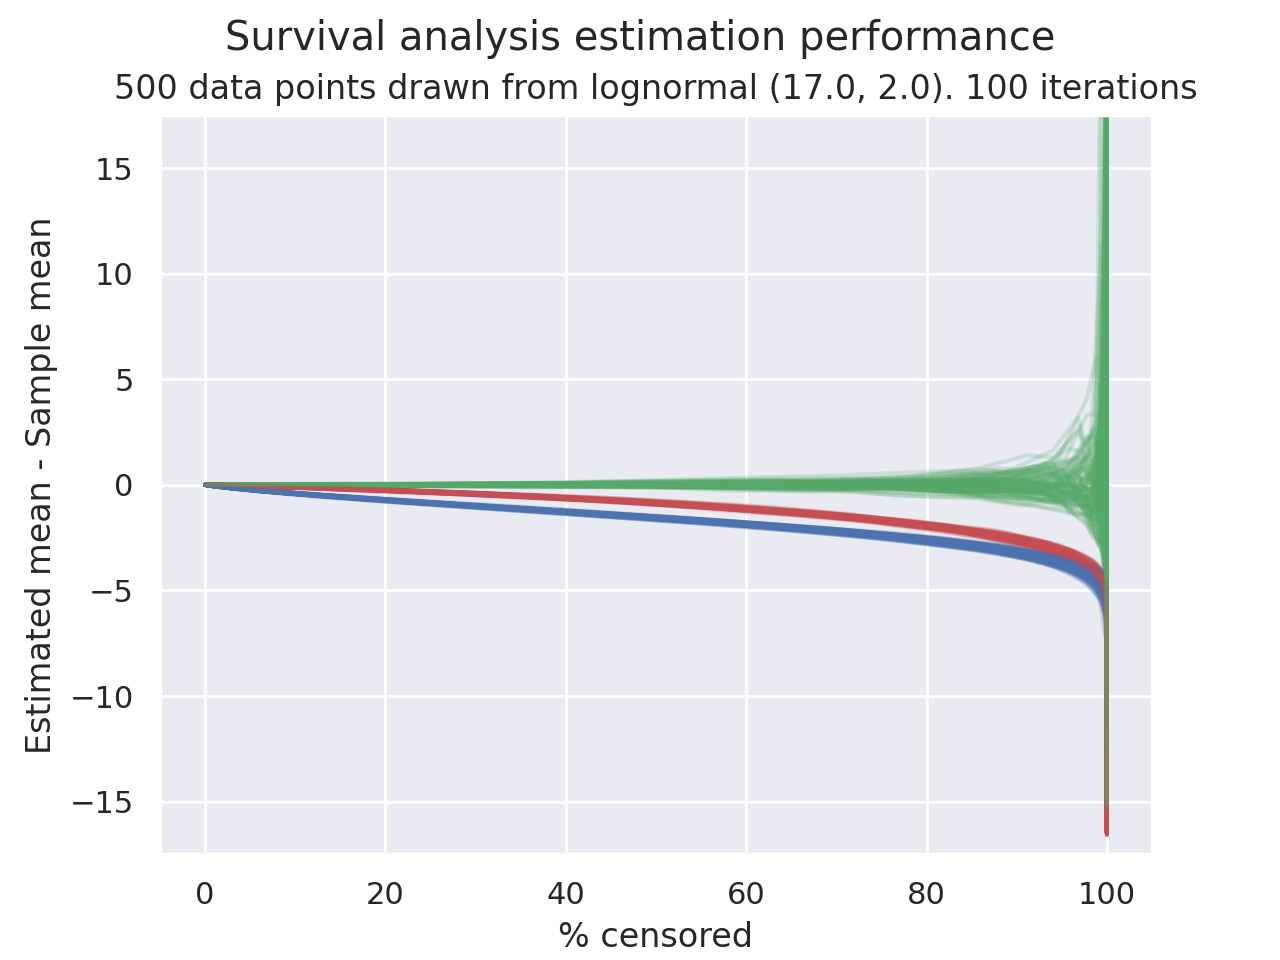 Survival analysis estimation performance
500 data points drawn from lognormal (17.0, 2.0). 100 iterations
15
10
5
0
−5
−10
−15
Estimated mean - Sample mean
0 20 40 60 80 100
% censored